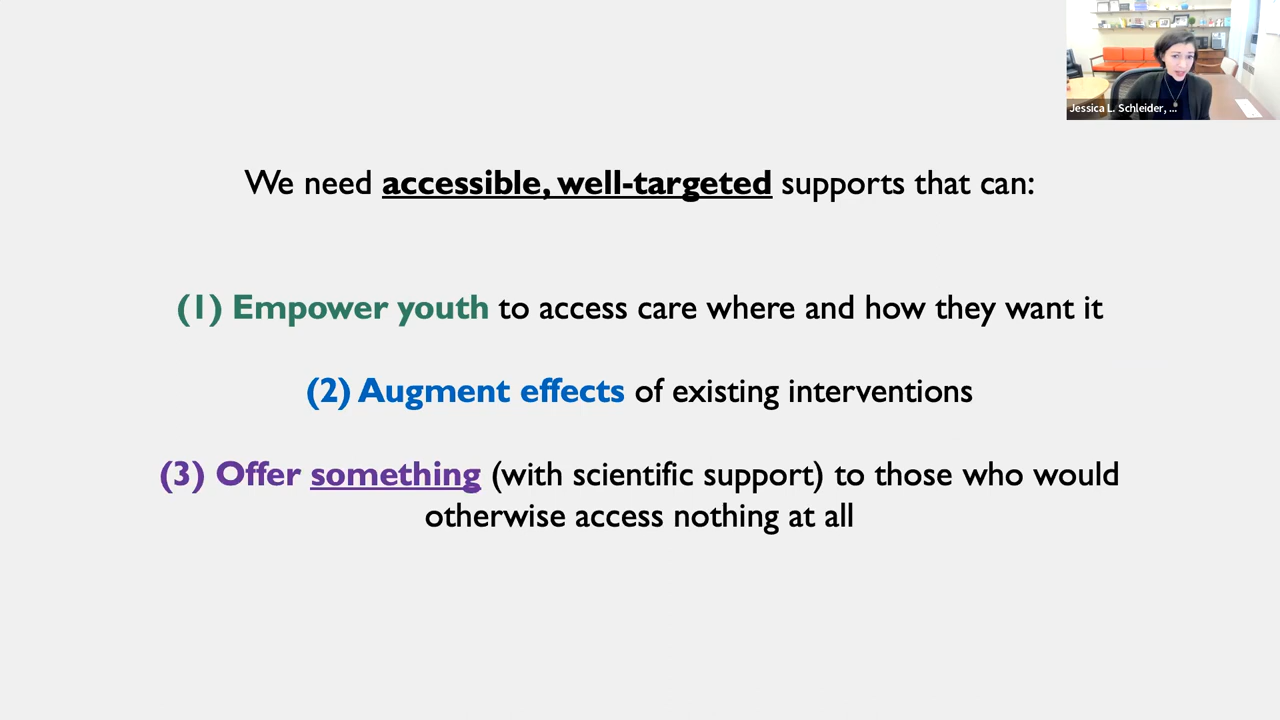 Jessica L. Schleider, ...
We need accessible, well-targeted supports that can:
(1) Empower youth to access care where and how they want it
(2) Augment effects of existing interventions
(3) Offer something (with scientific support) to those who would
otherwise access nothing at all